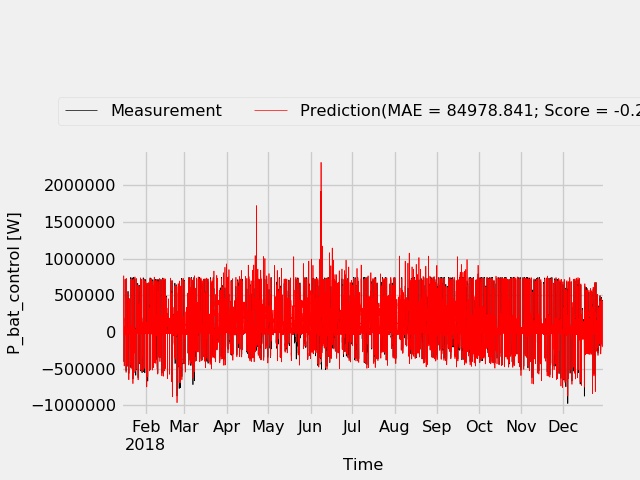 Measurement Prediction(MAE = 84978.841; Score = -0.2
2000000
1500000
1000000
500000
0
−500000
−1000000
P_bat_control [W]
Feb Mar Apr May Jun Jul Aug Sep Oct Nov Dec
2018
Time